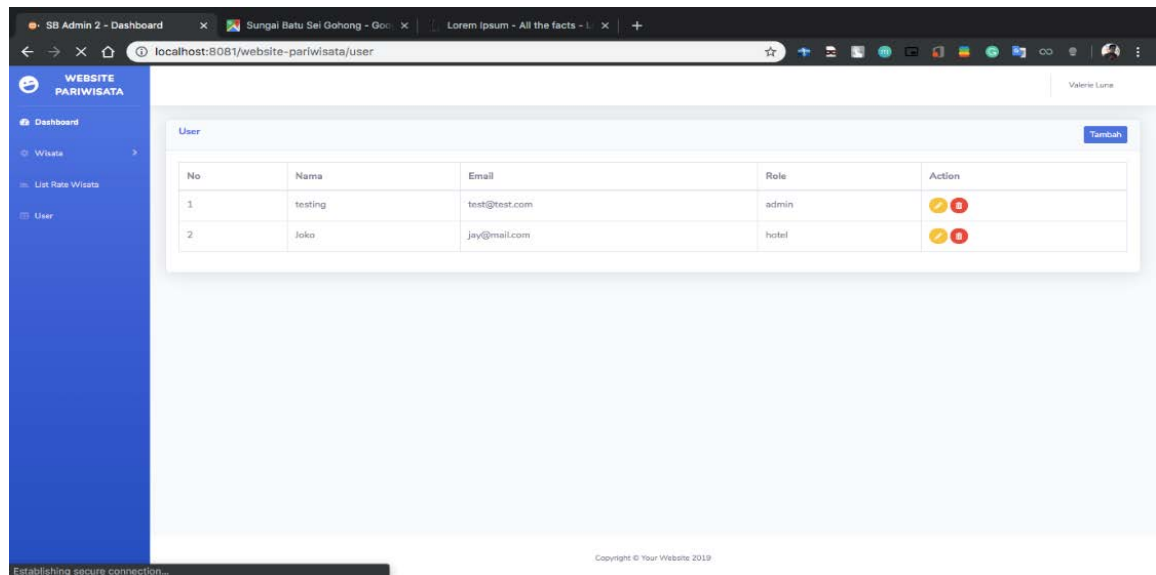 SB Admin 2 - Dashboard
Sungai Batu Sei Gohong - Goo
Lorem Ipsum - All the facts - L
localhost:8081/website-pariwisata/user
WEBSITE
PARIWISATA
Valerie Luna
Dashboard
Wisata
List Rate Wisata
User
User
Tambah
No Nama Email Role Action
1 testing test@test.com admin
2 Joko jay@mail.com hotel
Copyright © Your Website 2019
Establishing secure connection...